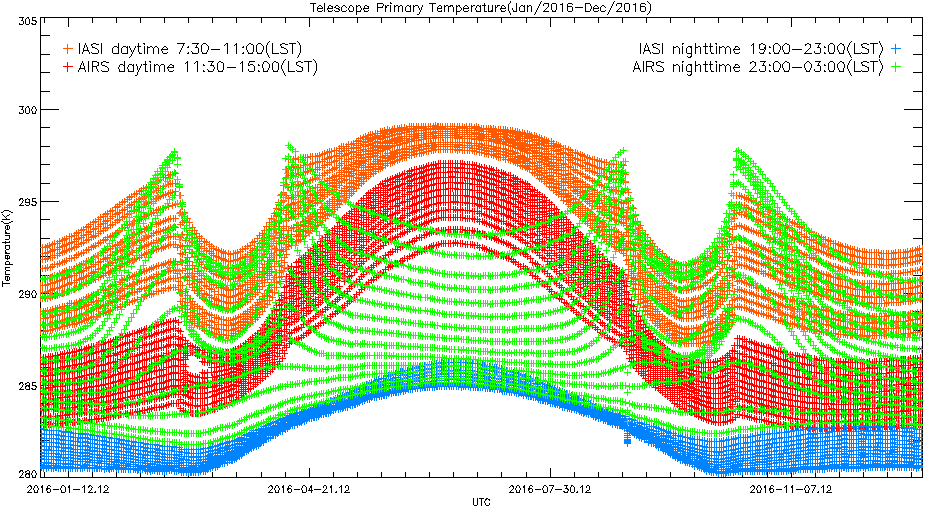 Telescope Primary Temperature(Jan/2016-Dec/2016)
305
IASI daytime 7:30-11:00(LST)
IASI nighttime 19:00-23:00(LST)
AIRS daytime 11:30-15:00(LST)
AIRS nighttime 23:00-03:00(LST)
300
295
Temperature(K)
290
285
280
2016-01-12.12
2016-04-21.12
2016-07-30.12
2016-11-07.12
UTC